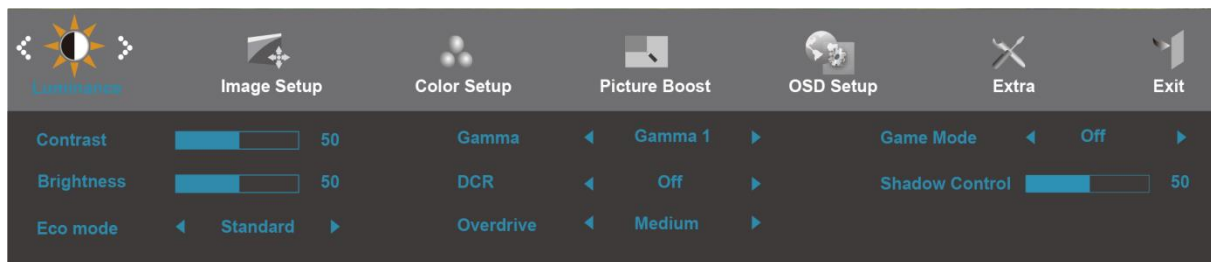 Luminance Image Setup Color Setup Picture Boost OSD Setup Extra Exit
Contrast 50 Gamma Gamma 1 Game Mode Off
Brightness 50 DCR Off Shadow Control 50
Eco mode Standard Overdrive Medium